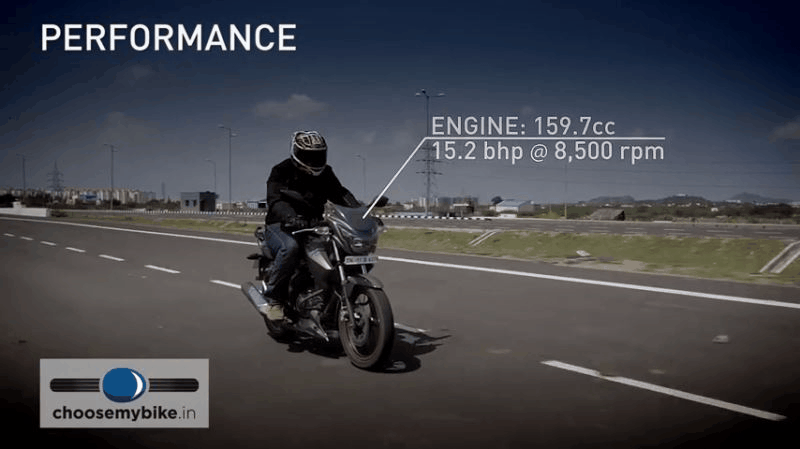 PERFORMANCE
ENGINE: 159.7cc
15.2 bhp @ 8,500 rpm
choosemybike.in